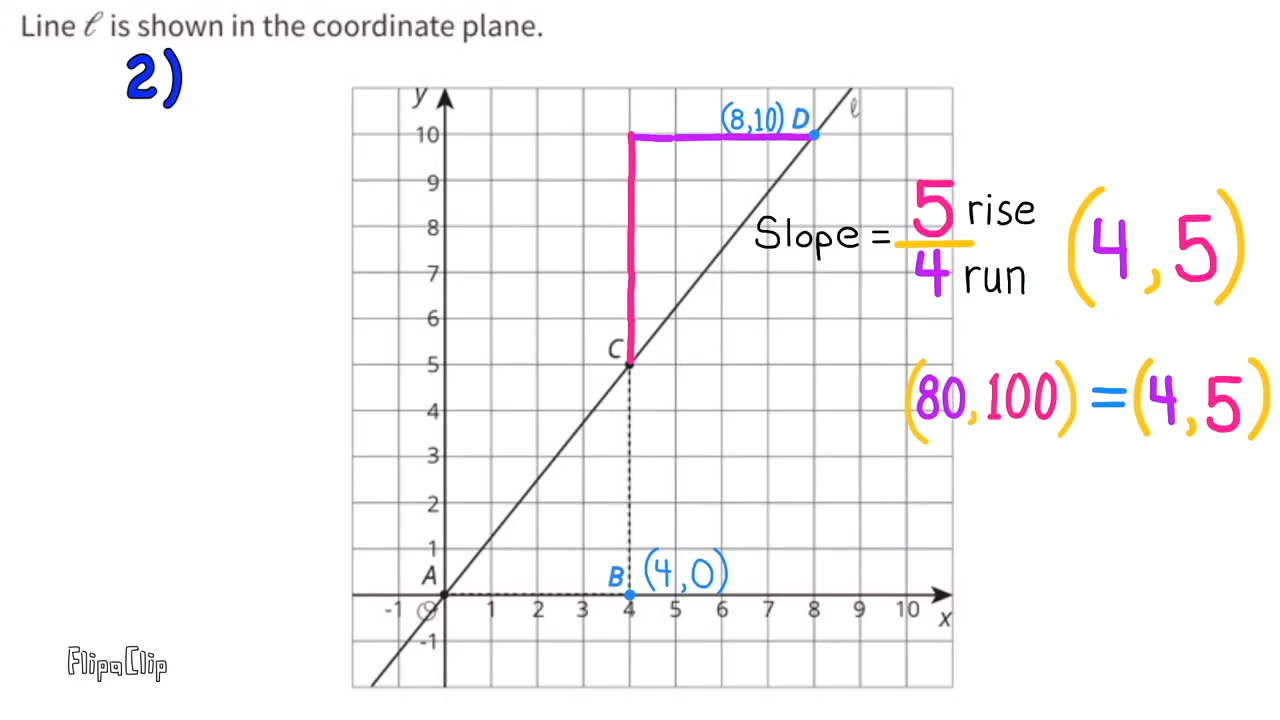 Line ℓ is shown in the coordinate plane.
2)
y
(8,10) D
ℓ
10
9
8
7
6
5
4
3
2
1
-1
C
A
O
B (4,0)
-1 1 2 3 4 5 6 7 8 9 10
x
Slope = 5 rise
4 run
(4,5)
(80,100) = (4,5)
FlipaClip